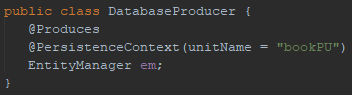 public class DatabaseProducer {
    @Produces
    @PersistenceContext(unitName = "bookPU")
    EntityManager em;
}